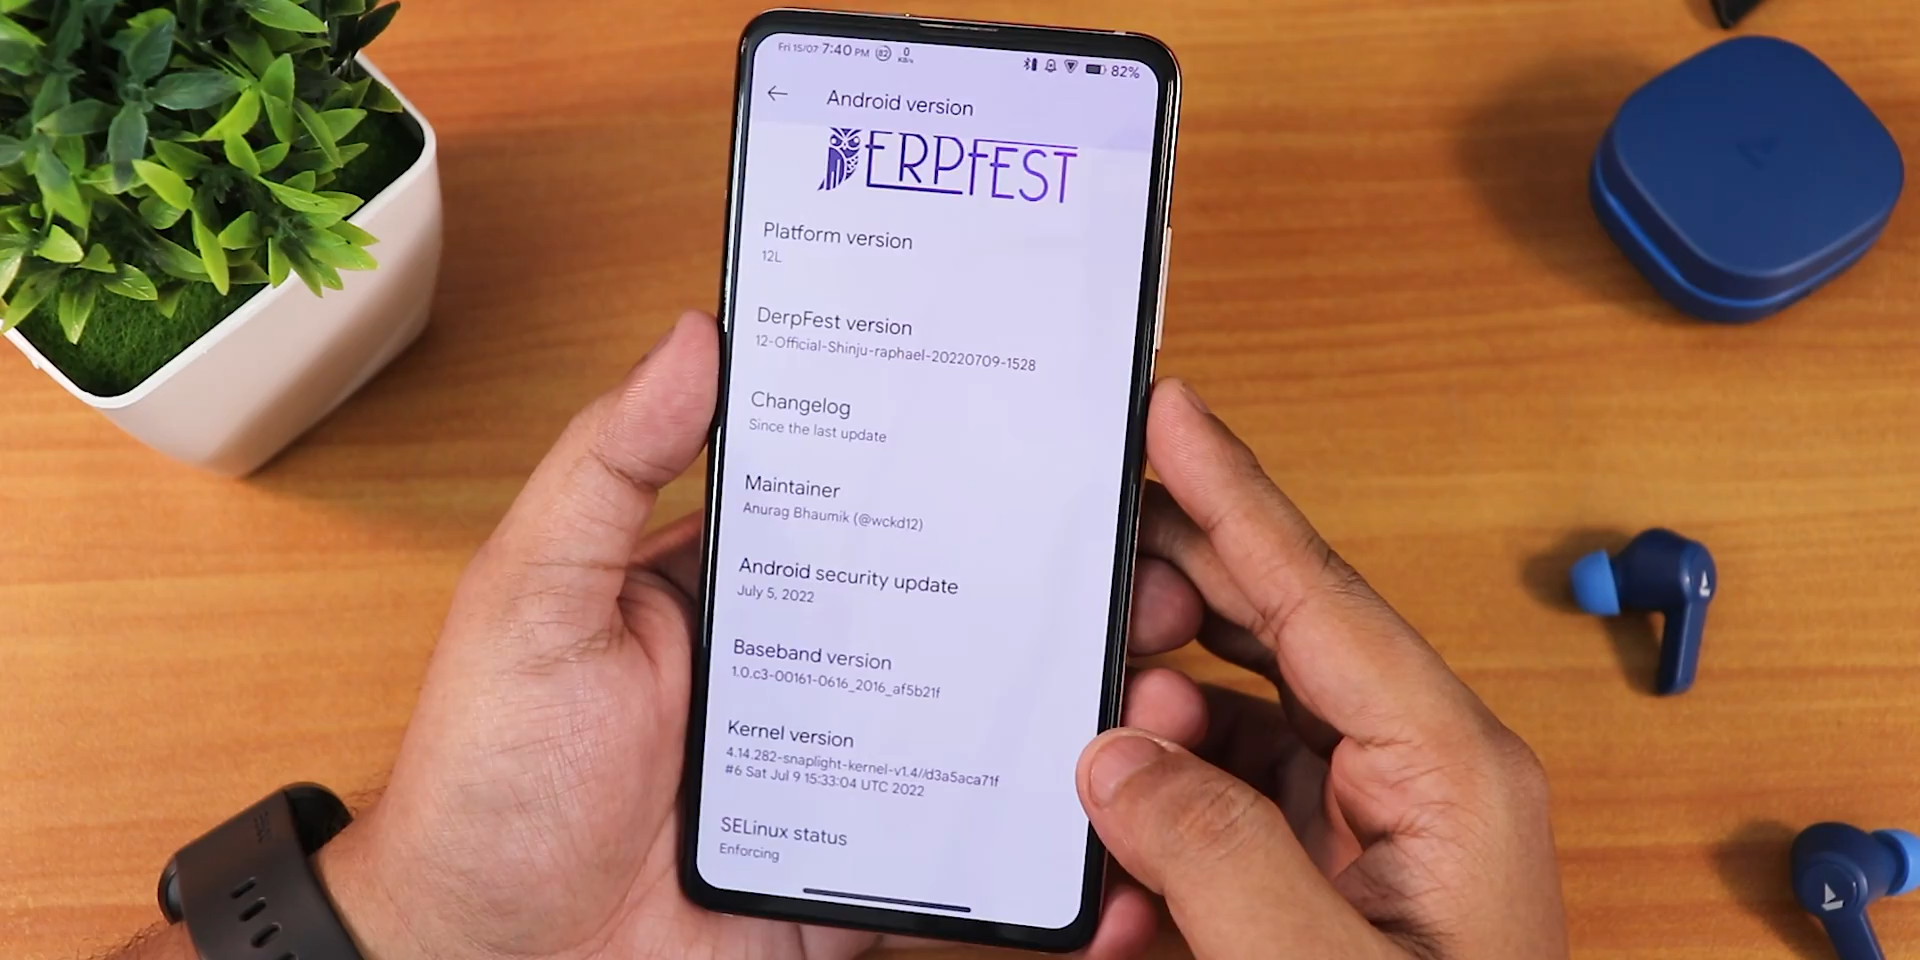 Fri 15/07 7:40 PM 82 0 KB/s 82%
Android version
DERPFEST
Platform version
12L
DerpFest version
12-Official-Shinju-raphael-20220709-1528
Changelog
Since the last update
Maintainer
Anurag Bhaumik (@wckd12)
Android security update
July 5, 2022
Baseband version
1.0.c3-00161-0616_2016_af5b21f
Kernel version
4.14.282-snaplight-kernel-v1.4//d3a5aca71f
#6 Sat Jul 9 15:33:04 UTC 2022
SELinux status
Enforcing